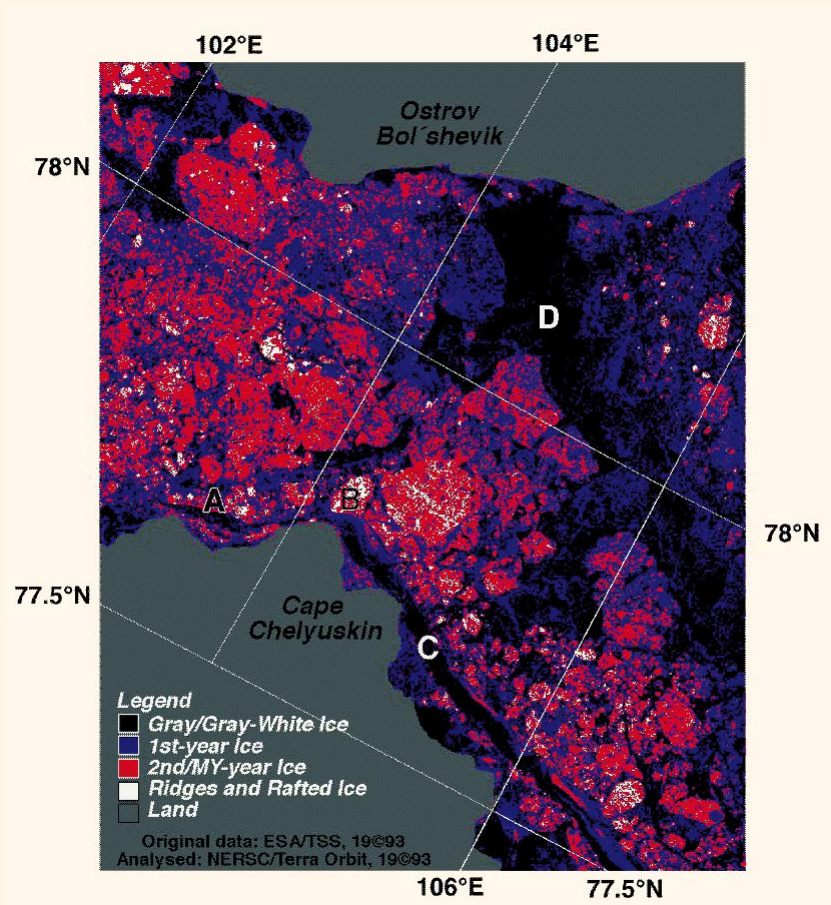 102°E
104°E
Ostrov
Bol´shevik
78°N
D
A
B
78°N
77.5°N
Cape
Chelyuskin
C
Legend
Gray/Gray-White Ice
1st-year Ice
2nd/MY-year Ice
Ridges and Rafted Ice
Land
Original data: ESA/TSS, 19©93
Analysed: NERSC/Terra Orbit, 19©93
106°E
77.5°N